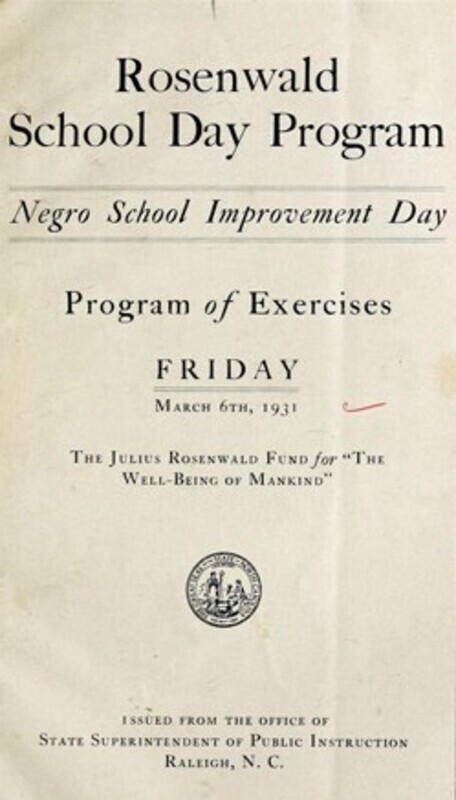 Rosenwald
School Day Program
Negro School Improvement Day
Program of Exercises
FRIDAY
MARCH 6TH, 1931
THE JULIUS ROSENWALD FUND for "THE
WELL-BEING OF MANKIND"
ISSUED FROM THE OFFICE OF
STATE SUPERINTENDENT OF PUBLIC INSTRUCTION
RALEIGH, N. C.